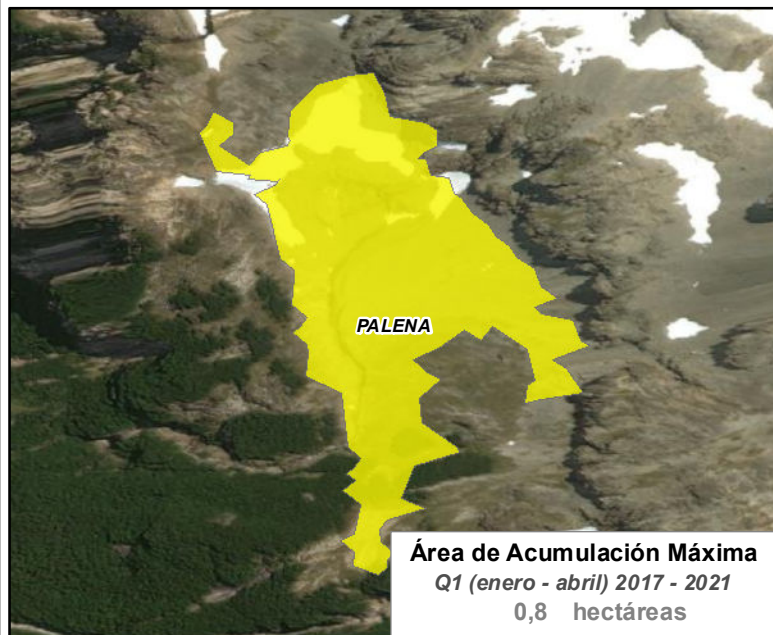 PALENA
Área de Acumulación Máxima
Q1 (enero - abril) 2017 - 2021
0,8 hectáreas